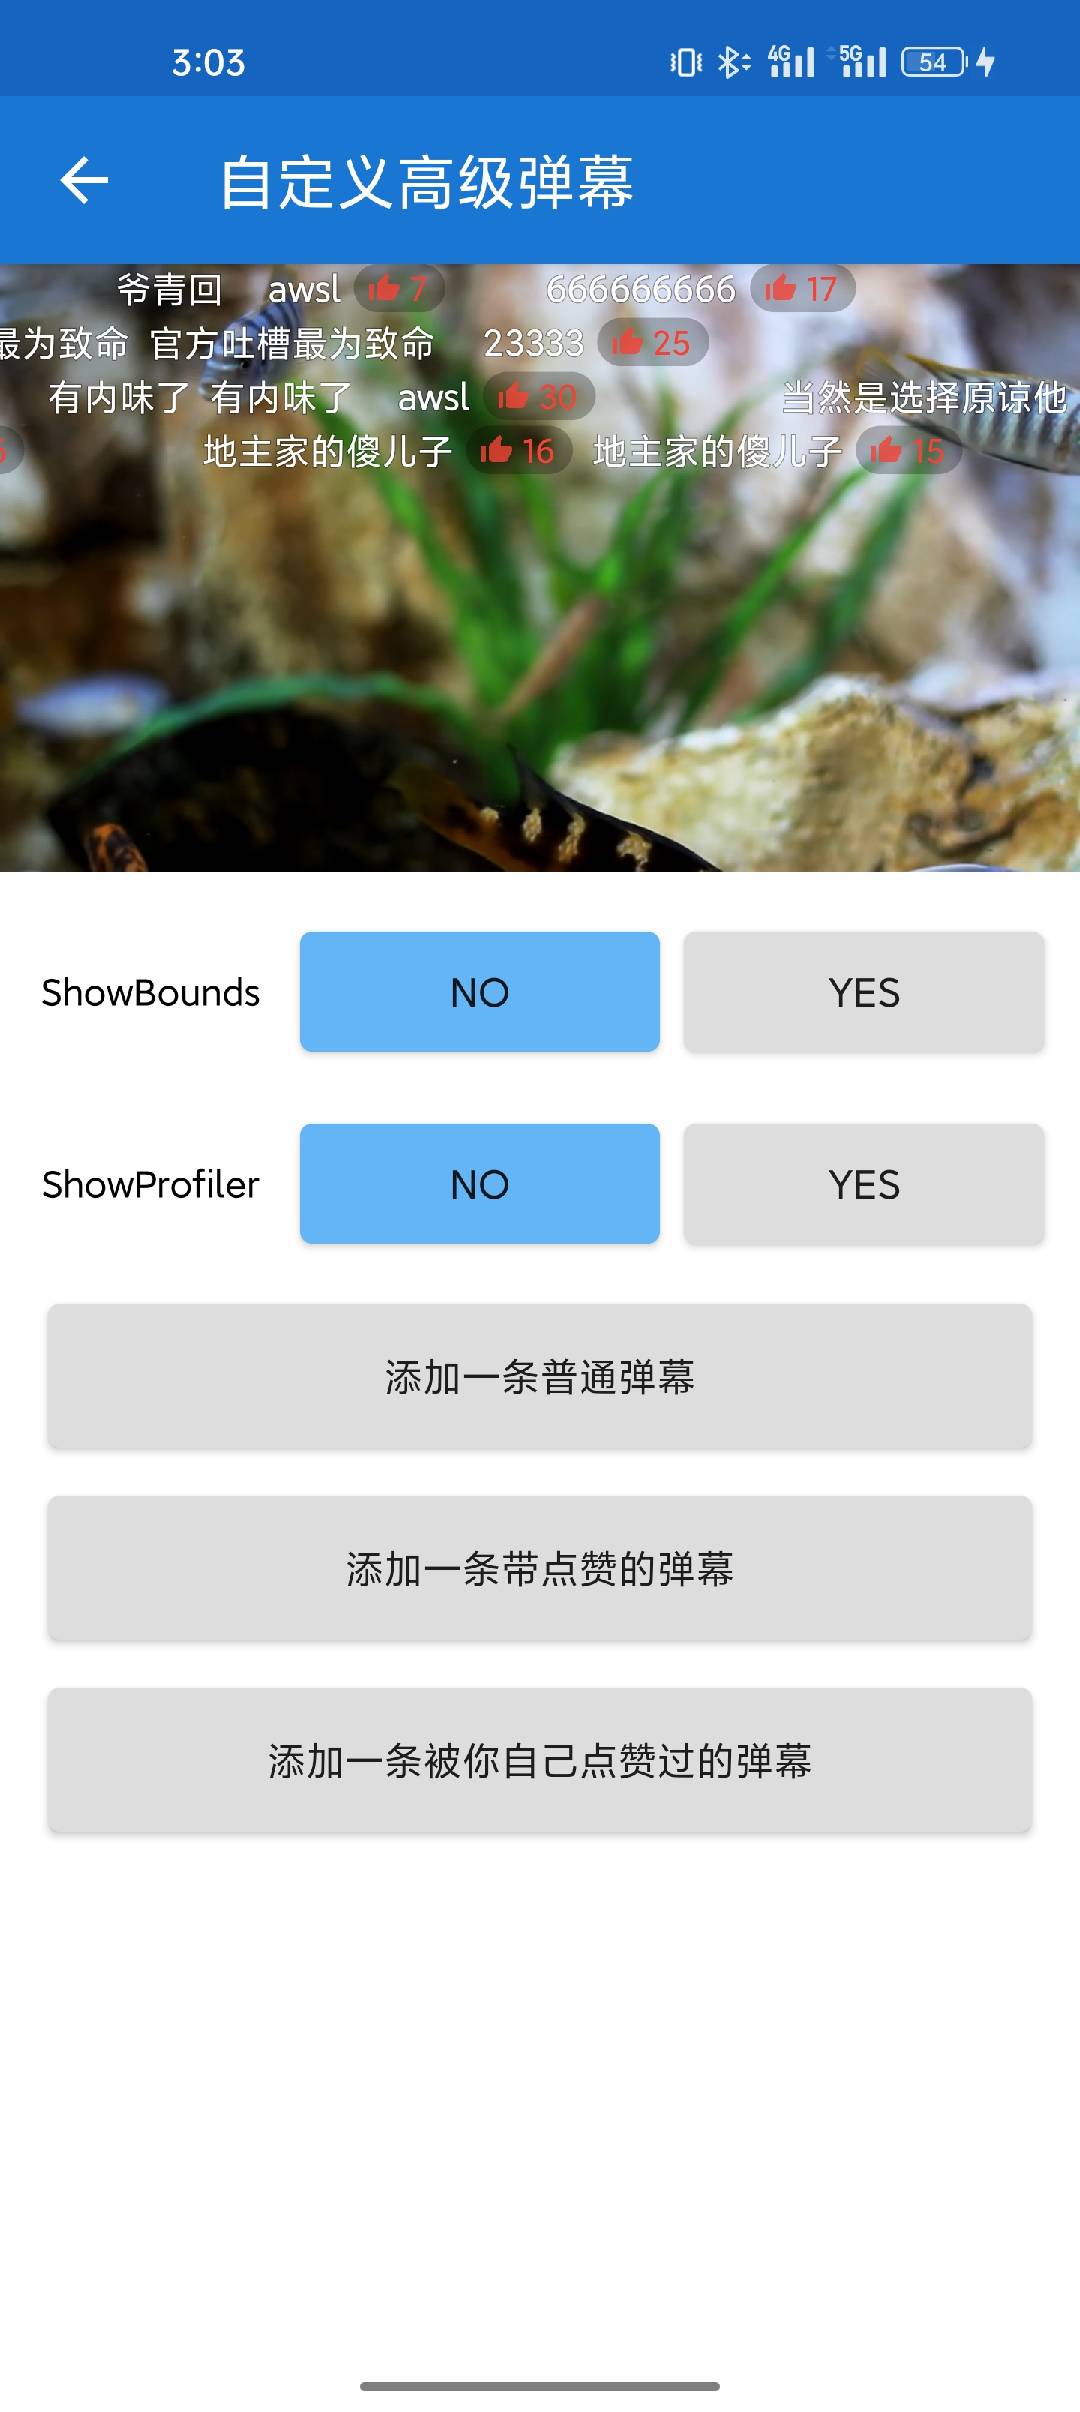 3:03 4G 5G 54
自定义高级弹幕
爷青回 awsl 7 666666666 17
最为致命 官方吐槽最为致命 23333 25
有内味了 有内味了 awsl 30 当然是选择原谅他
地主家的傻儿子 16 地主家的傻儿子 15
ShowBounds NO YES
ShowProfiler NO YES
添加一条普通弹幕
添加一条带点赞的弹幕
添加一条被你自己点赞过的弹幕